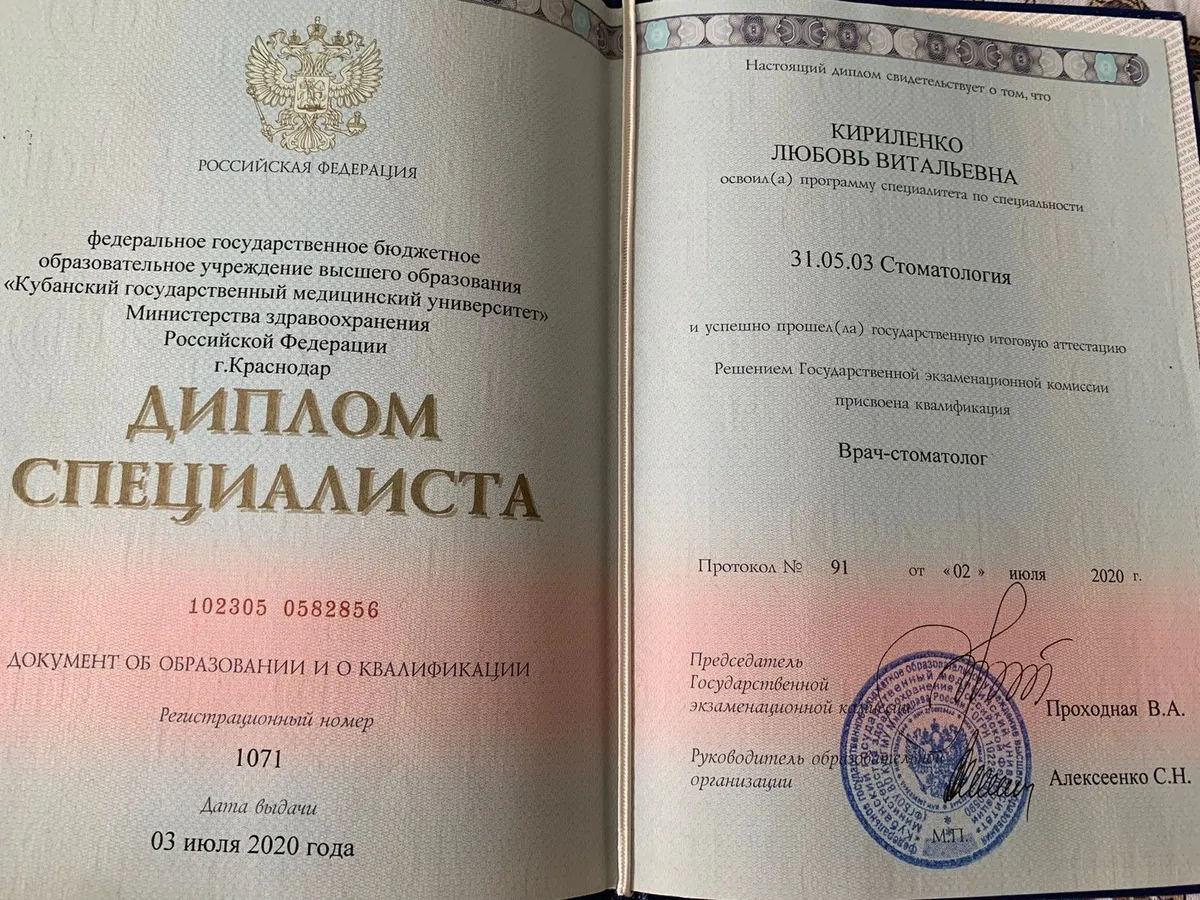 РОССИЙСКАЯ ФЕДЕРАЦИЯ
федеральное государственное бюджетное
образовательное учреждение высшего образования
«Кубанский государственный медицинский университет»
Министерства здравоохранения
Российской Федерации
г.Краснодар
ДИПЛОМ
СПЕЦИАЛИСТА
102305 0582856
ДОКУМЕНТ ОБ ОБРАЗОВАНИИ И О КВАЛИФИКАЦИИ
Регистрационный номер
1071
Дата выдачи
03 июля 2020 года
Настоящий диплом свидетельствует о том, что
КИРИЛЕНКО
ЛЮБОВЬ ВИТАЛЬЕВНА
освоил(а) программу специалитета по специальности
31.05.03 Стоматология
и успешно прошел(ла) государственную итоговую аттестацию
Решением Государственной экзаменационной комиссии
присвоена квалификация
Врач-стоматолог
Протокол № 91 от «02» июля 2020 г.
Председатель
Государственной
экзаменационной комиссии
Проходная В.А.
Руководитель образовательной
организации
Алексеенко С.Н.
М.П.